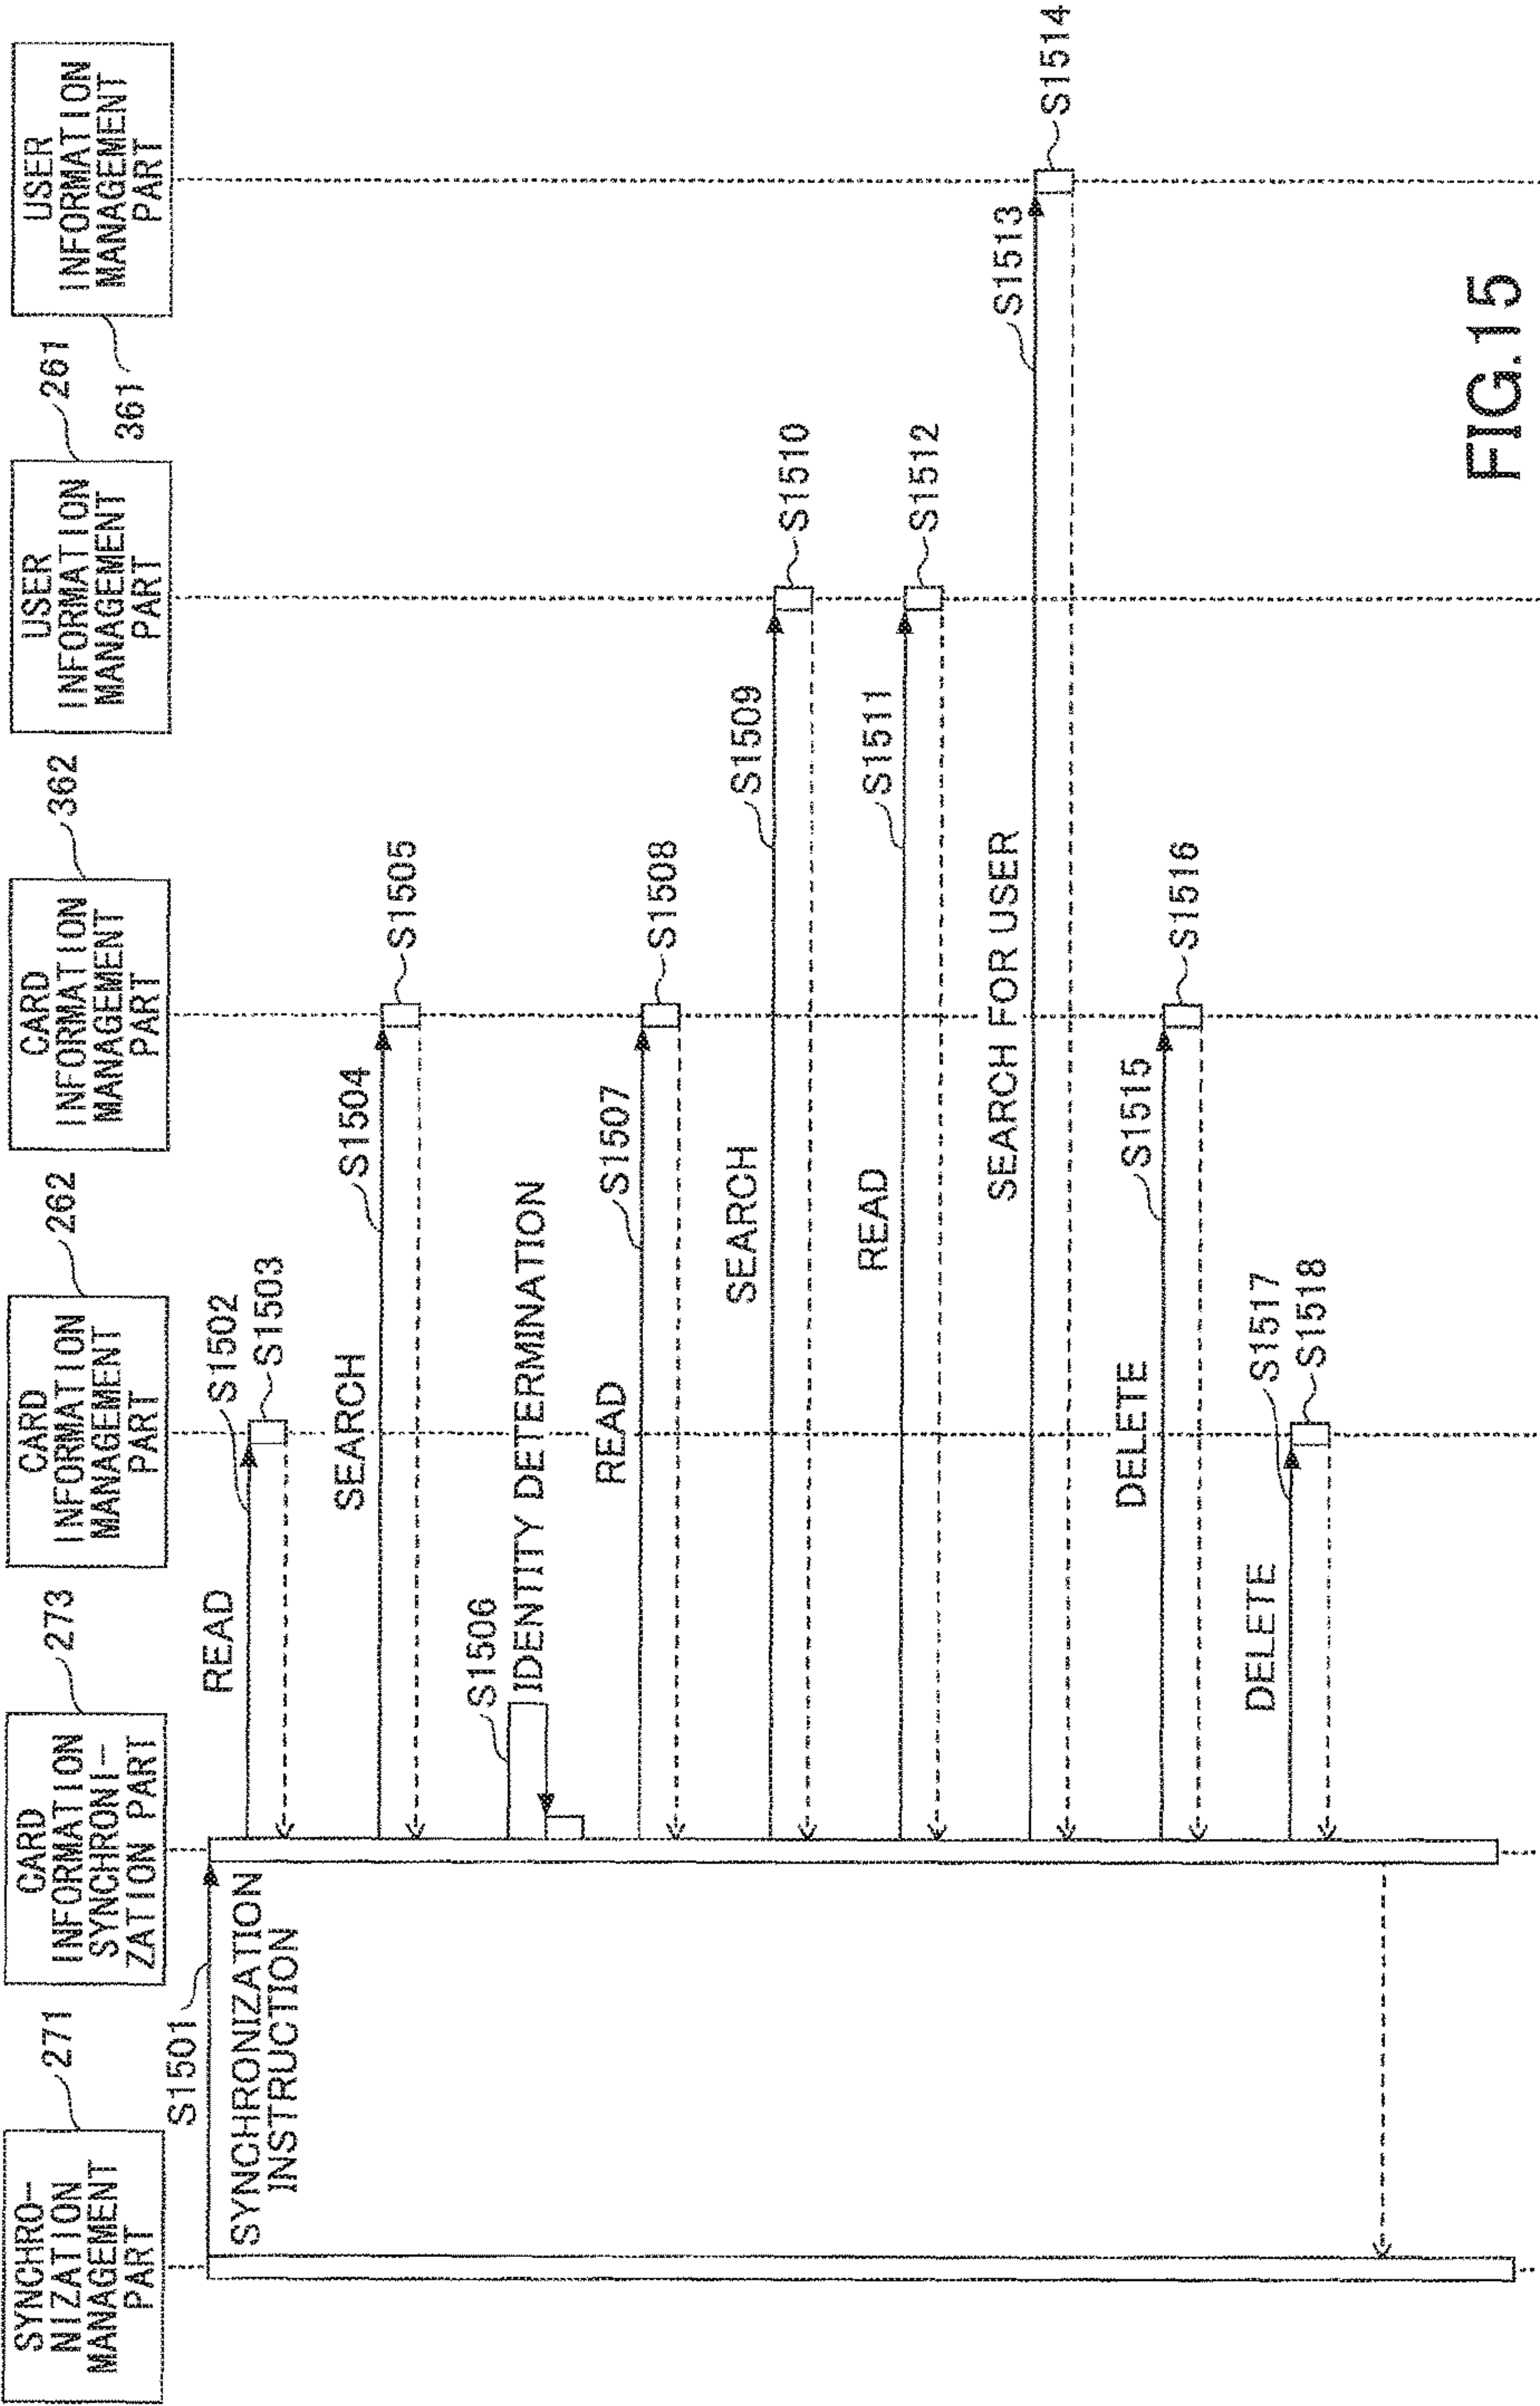 SYNCHRO-
NIZATION
MANAGEMENT
PART
271
CARD
INFORMATION
SYNCHRONI-
ZATION PART
273
CARD
INFORMATION
MANAGEMENT
PART
262
CARD
INFORMATION
MANAGEMENT
PART
362
USER
INFORMATION
MANAGEMENT
PART
261
USER
INFORMATION
MANAGEMENT
PART
361
S1501
SYNCHRONIZATION
INSTRUCTION
READ
S1502
S1503
SEARCH
S1504
S1505
S1506
IDENTITY DETERMINATION
READ
S1507
S1508
SEARCH
S1509
S1510
READ
S1511
S1512
SEARCH FOR USER
S1513
S1514
DELETE
S1515
S1516
DELETE
S1517
S1518
FIG.15